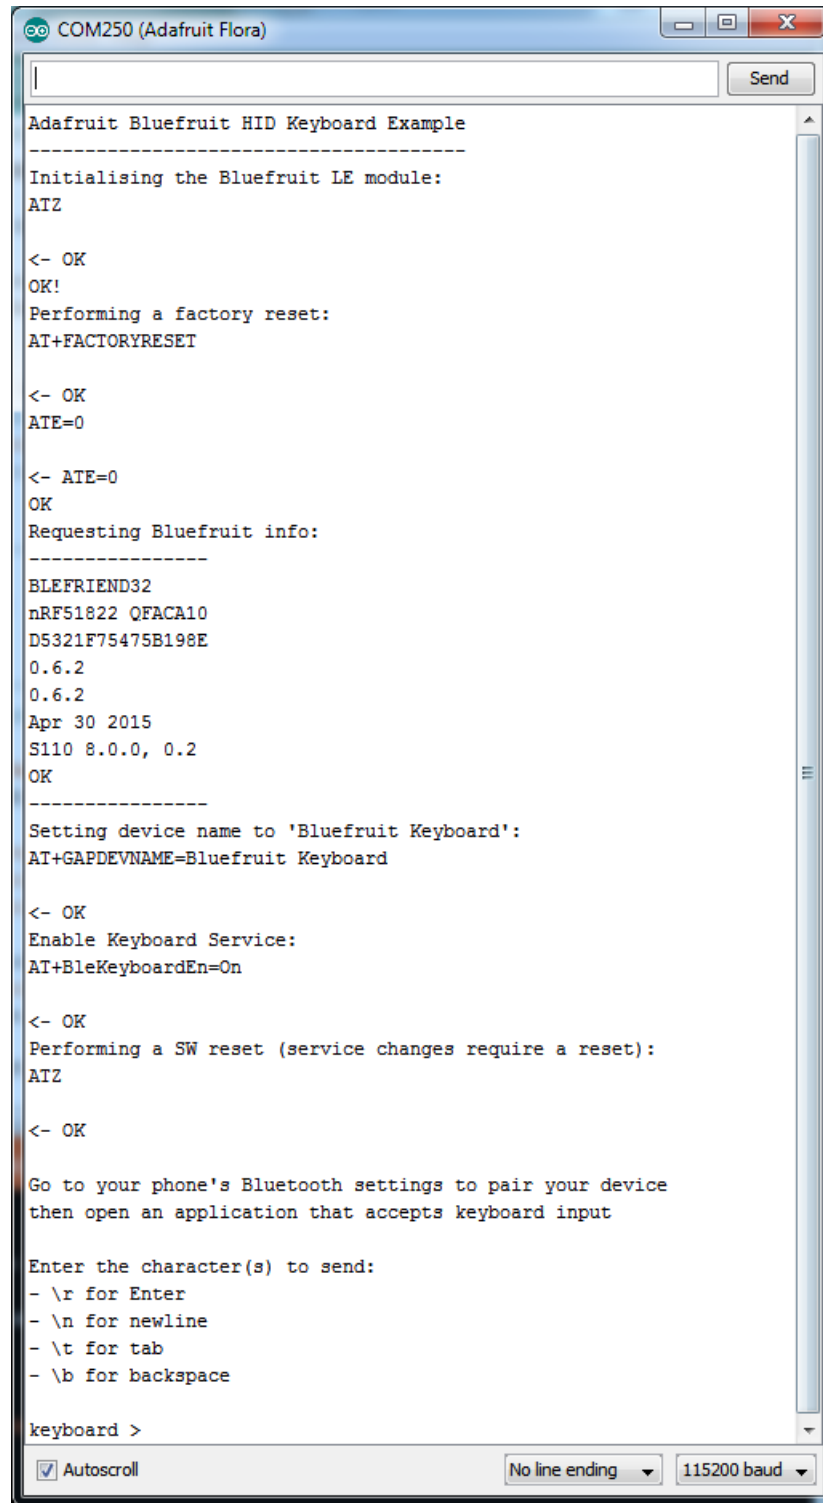 COM250 (Adafruit Flora)
Send
Adafruit Bluefruit HID Keyboard Example
---------------------------------------
Initialising the Bluefruit LE module:
ATZ
<- OK
OK!
Performing a factory reset:
AT+FACTORYRESET
<- OK
ATE=0
<- ATE=0
OK
Requesting Bluefruit info:
----------------
BLEFRIEND32
nRF51822 QFACA10
D5321F75475B198E
0.6.2
0.6.2
Apr 30 2015
S110 8.0.0, 0.2
OK
----------------
Setting device name to 'Bluefruit Keyboard':
AT+GAPDEVNAME=Bluefruit Keyboard
<- OK
Enable Keyboard Service:
AT+BleKeyboardEn=On
<- OK
Performing a SW reset (service changes require a reset):
ATZ
<- OK
Go to your phone's Bluetooth settings to pair your device
then open an application that accepts keyboard input
Enter the character(s) to send:
- \r for Enter
- \n for newline
- \t for tab
- \b for backspace
keyboard >
Autoscroll
No line ending
115200 baud